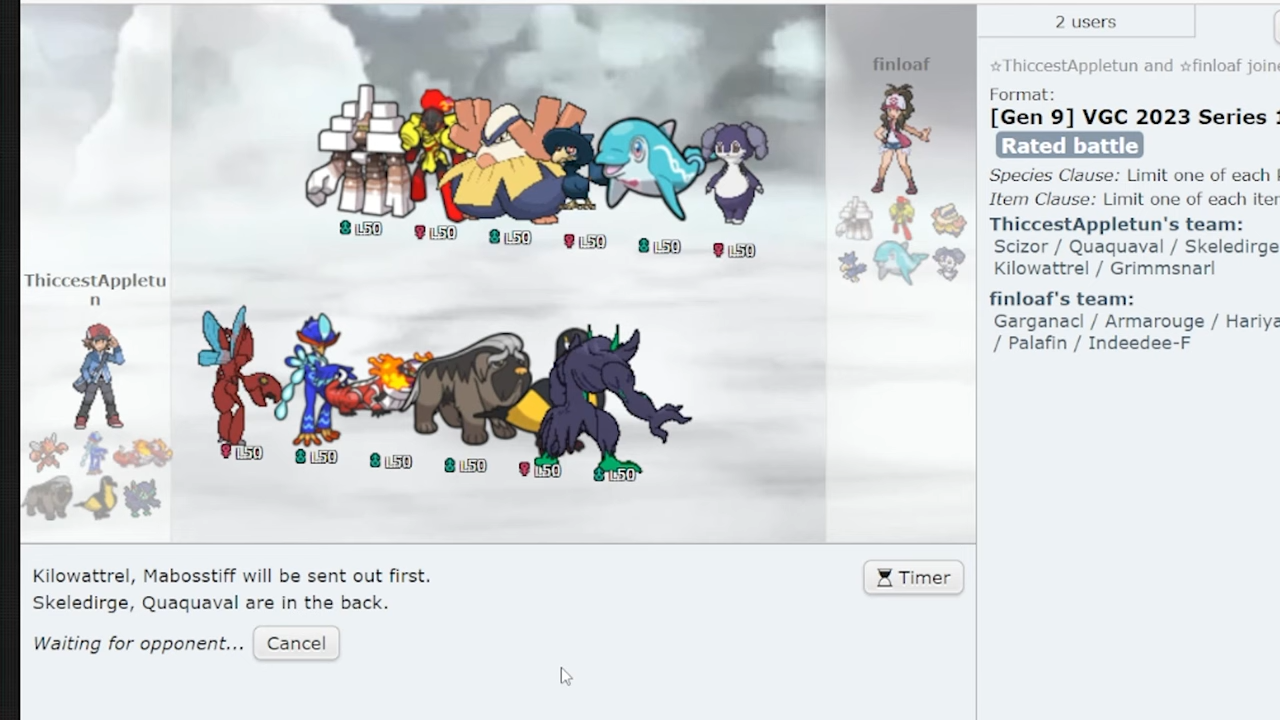 2 users
finloaf
☆ThiccestAppletun and ☆finloaf joine
Format:
[Gen 9] VGC 2023 Series 1
Rated battle
Species Clause: Limit one of each P
Item Clause: Limit one of each item
ThiccestAppletun's team:
Scizor / Quaquaval / Skeledirge
Kilowattrel / Grimmsnarl
finloaf's team:
Garganacl / Armarouge / Hariya
/ Palafin / Indeedee-F
L50
L50
L50
L50
L50
L50
ThiccestAppletu
n
L50
L50
L50
L50
L50
L50
Kilowattrel, Mabosstiff will be sent out first.
Skeledirge, Quaquaval are in the back.
Waiting for opponent... Cancel
Timer